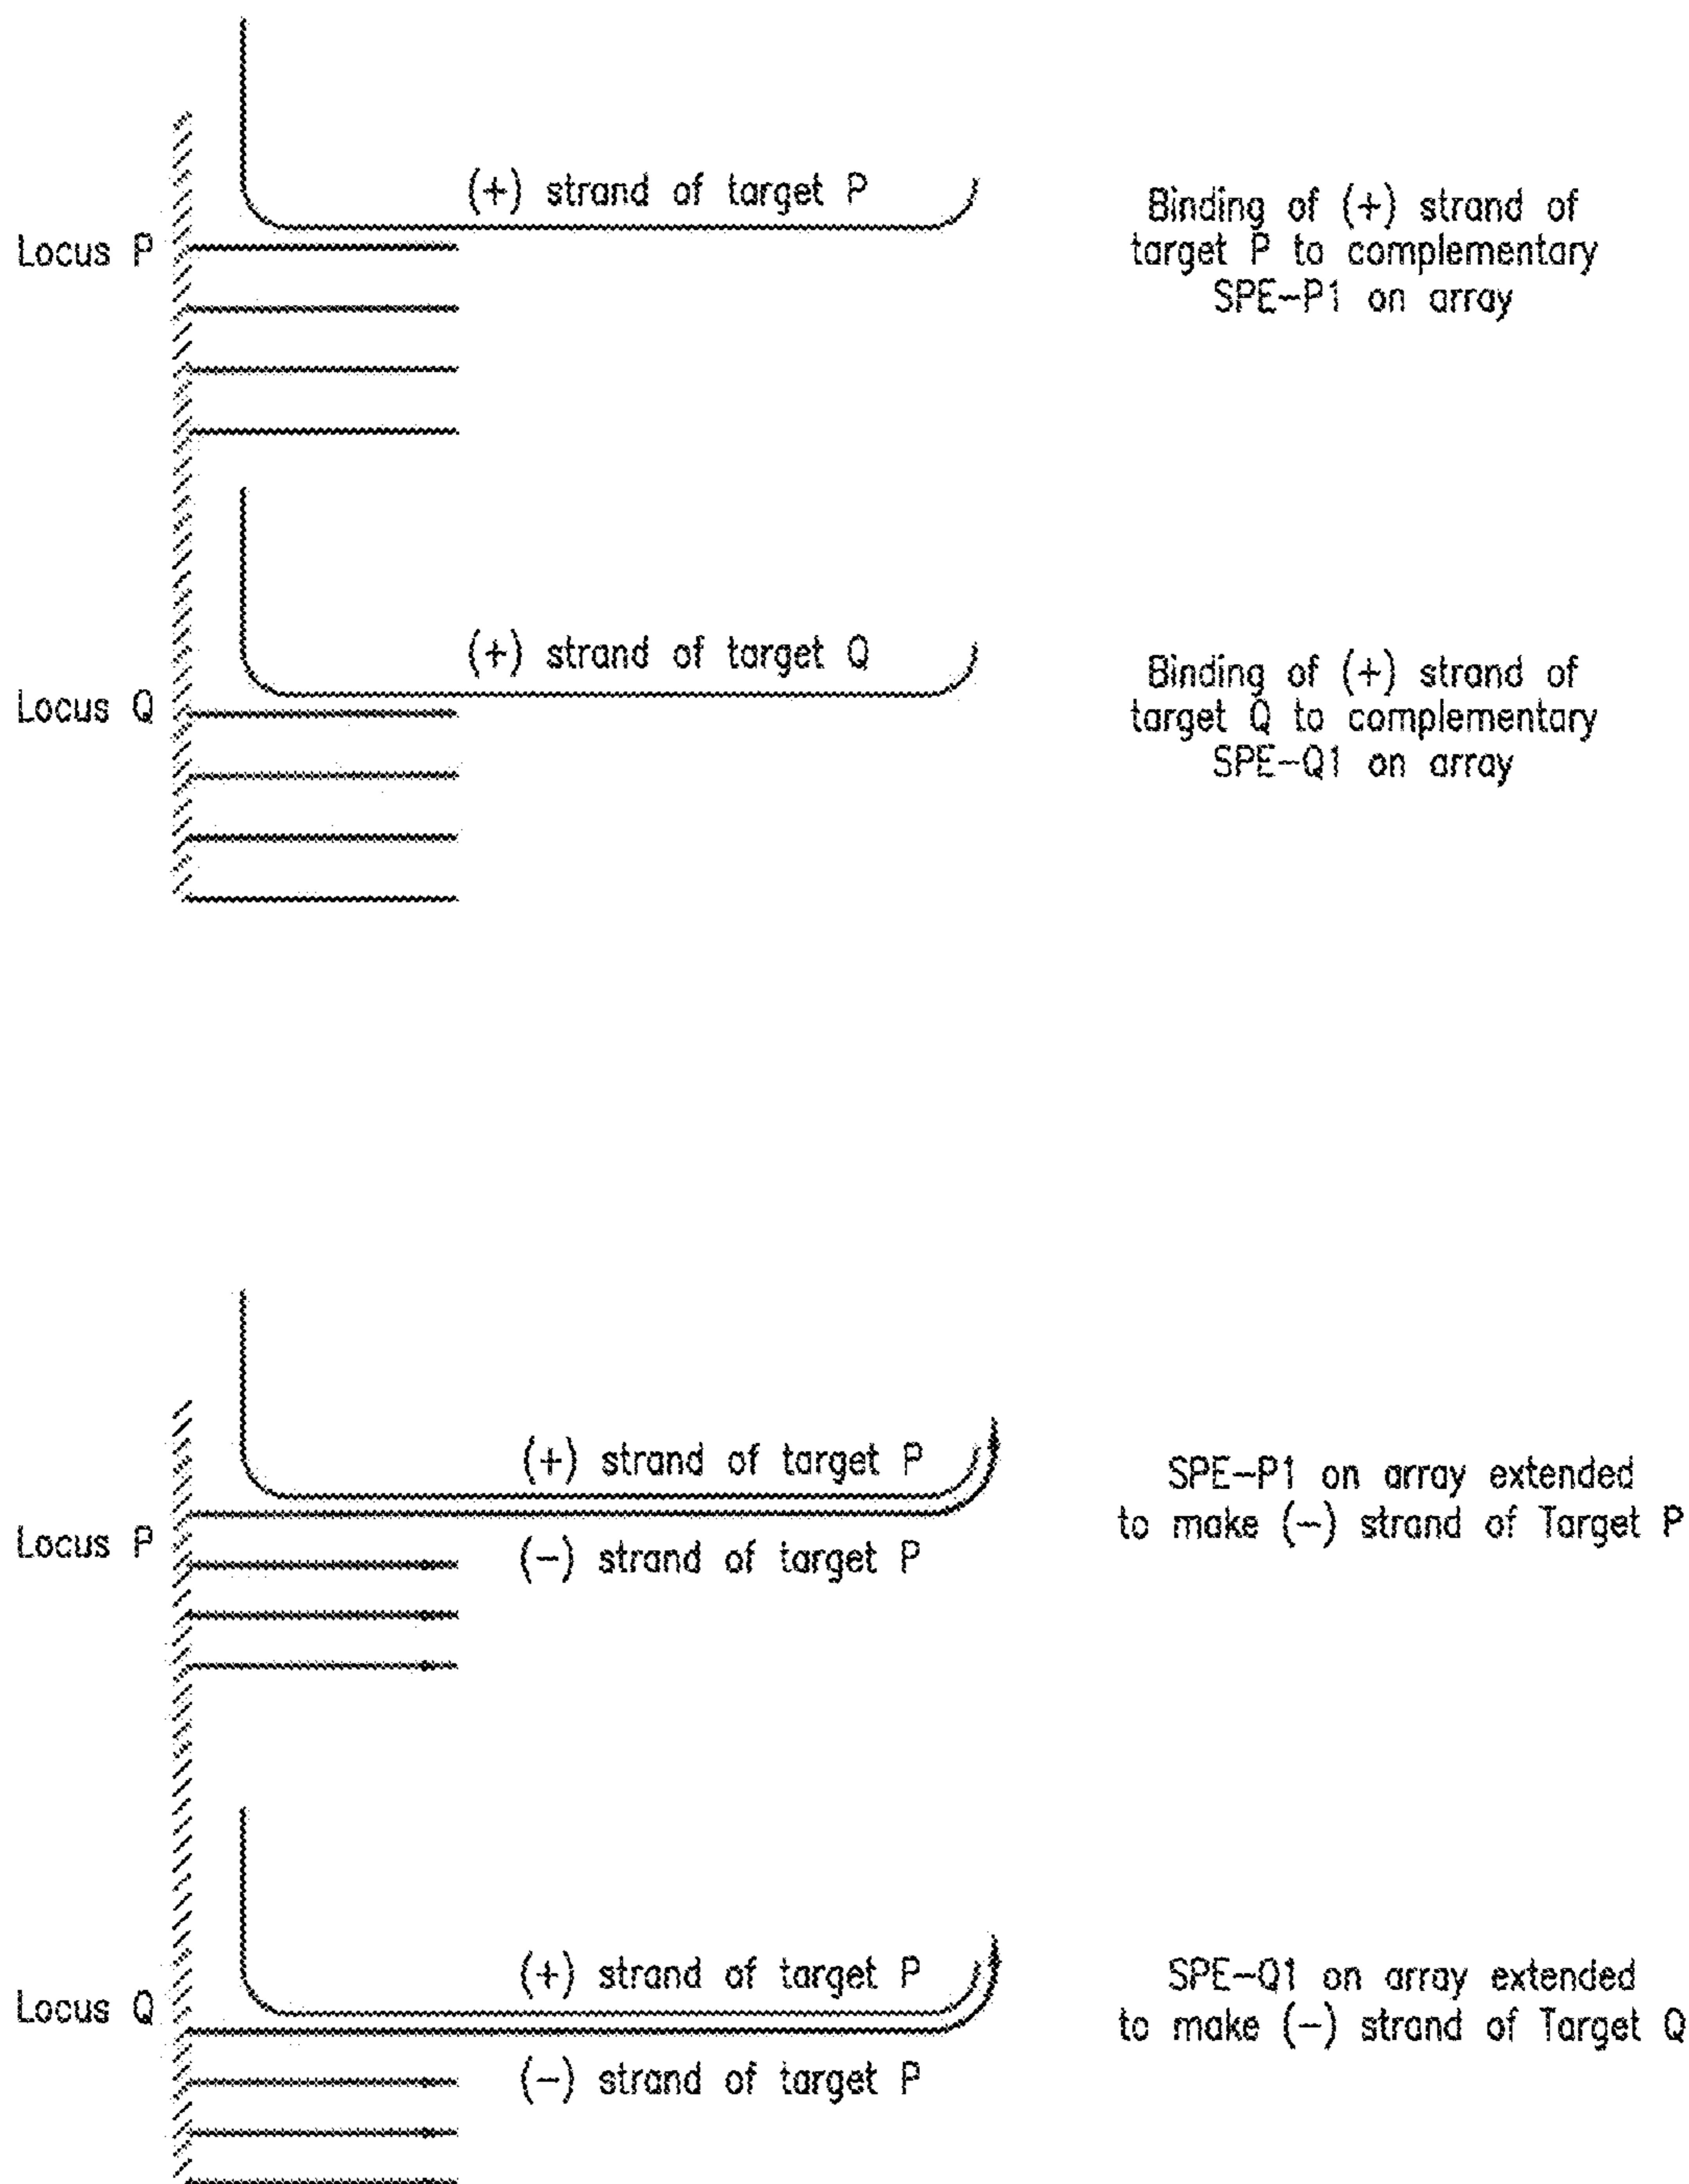 (+) strand of target P
Locus P
Binding of (+) strand of
target P to complementary
SPE-P1 on array
(+) strand of target Q
Locus Q
Binding of (+) strand of
target Q to complementary
SPE-Q1 on array
(+) strand of target P
Locus P
(-) strand of target P
SPE-P1 on array extended
to make (-) strand of Target P
(+) strand of target P
Locus Q
(-) strand of target P
SPE-Q1 on array extended
to make (-) strand of Target Q